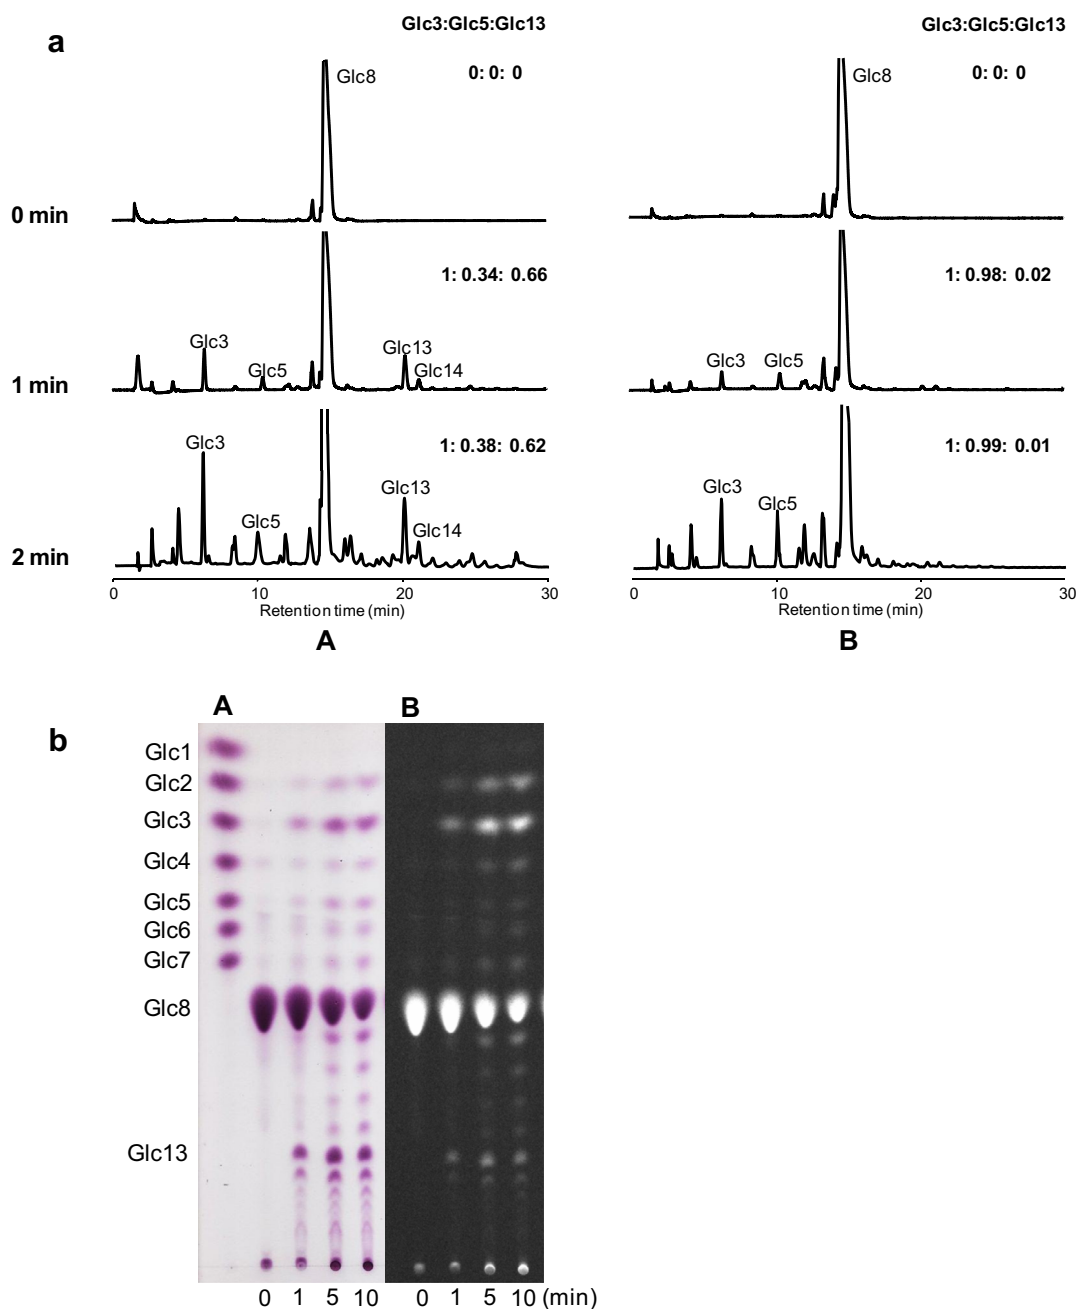 a
Glc3:Glc5:Glc13
Glc8
0: 0: 0
0 min
1: 0.34: 0.66
Glc3
Glc5
Glc13
Glc14
1 min
1: 0.38: 0.62
Glc3
Glc5
Glc13
Glc14
2 min
0 10 20 30
Retention time (min)
A
Glc3:Glc5:Glc13
Glc8
0: 0: 0
1: 0.98: 0.02
Glc3
Glc5
1: 0.99: 0.01
Glc3
Glc5
0 10 20 30
Retention time (min)
B
b
A B
Glc1
Glc2
Glc3
Glc4
Glc5
Glc6
Glc7
Glc8
Glc13
0 1 5 10 0 1 5 10 (min)